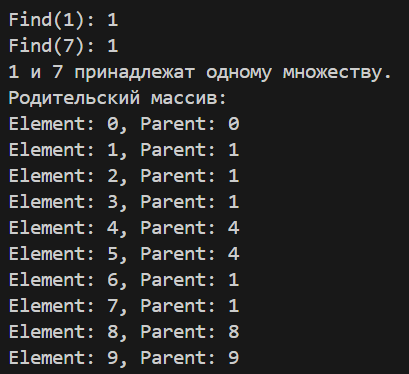 Find(1): 1
Find(7): 1
1 и 7 принадлежат одному множеству.
Родительский массив:
Element: 0, Parent: 0
Element: 1, Parent: 1
Element: 2, Parent: 1
Element: 3, Parent: 1
Element: 4, Parent: 4
Element: 5, Parent: 4
Element: 6, Parent: 1
Element: 7, Parent: 1
Element: 8, Parent: 8
Element: 9, Parent: 9